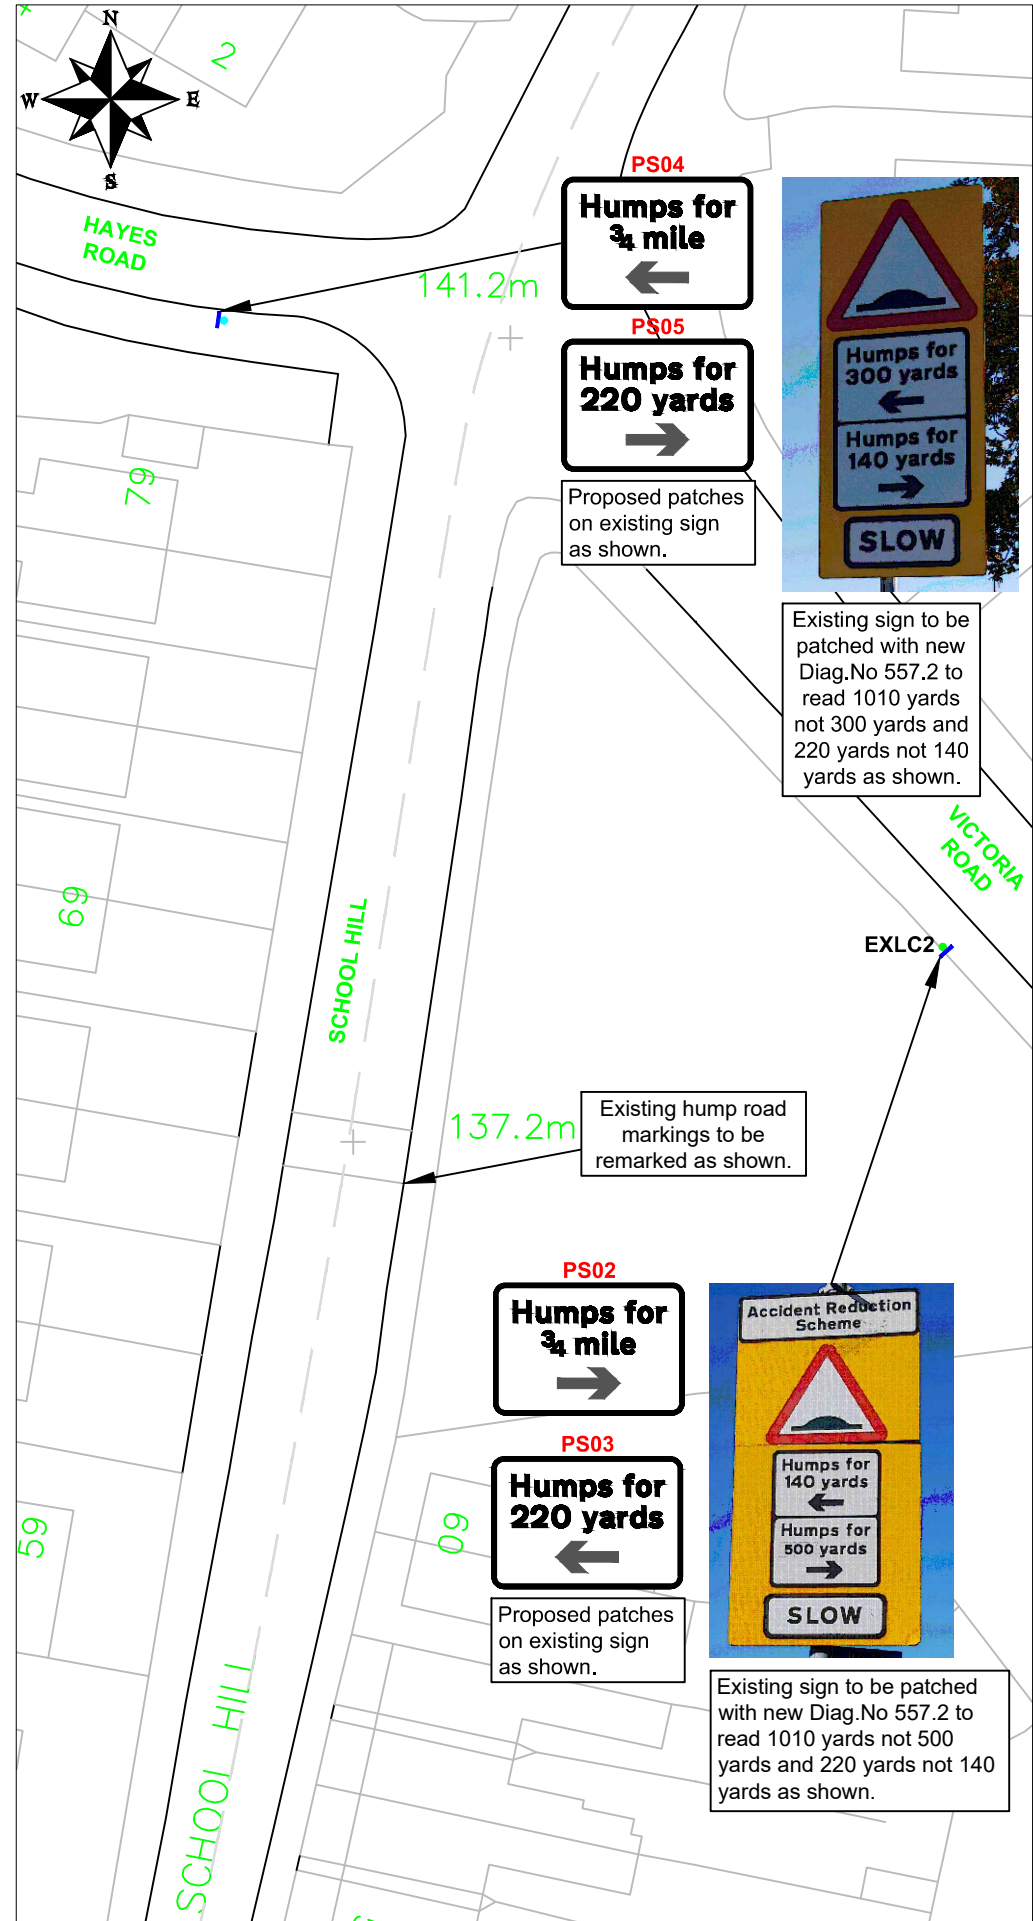 N
W
E
S
2
HAYES
ROAD
141.2m
PS04
Humps for
¾ mile
PS05
Humps for
220 yards
Proposed patches
on existing sign
as shown.
Humps for
300 yards
Humps for
140 yards
SLOW
Existing sign to be
patched with new
Diag.No 557.2 to
read 1010 yards
not 300 yards and
220 yards not 140
yards as shown.
79
69
SCHOOL HILL
VICTORIA
ROAD
EXLC2
137.2m
Existing hump road
markings to be
remarked as shown.
PS02
Humps for
¾ mile
PS03
Humps for
220 yards
Proposed patches
on existing sign
as shown.
Accident Reduction
Scheme
Humps for
140 yards
Humps for
500 yards
SLOW
Existing sign to be patched
with new Diag.No 557.2 to
read 1010 yards not 500
yards and 220 yards not 140
yards as shown.
59
60
SCHOOL HILL